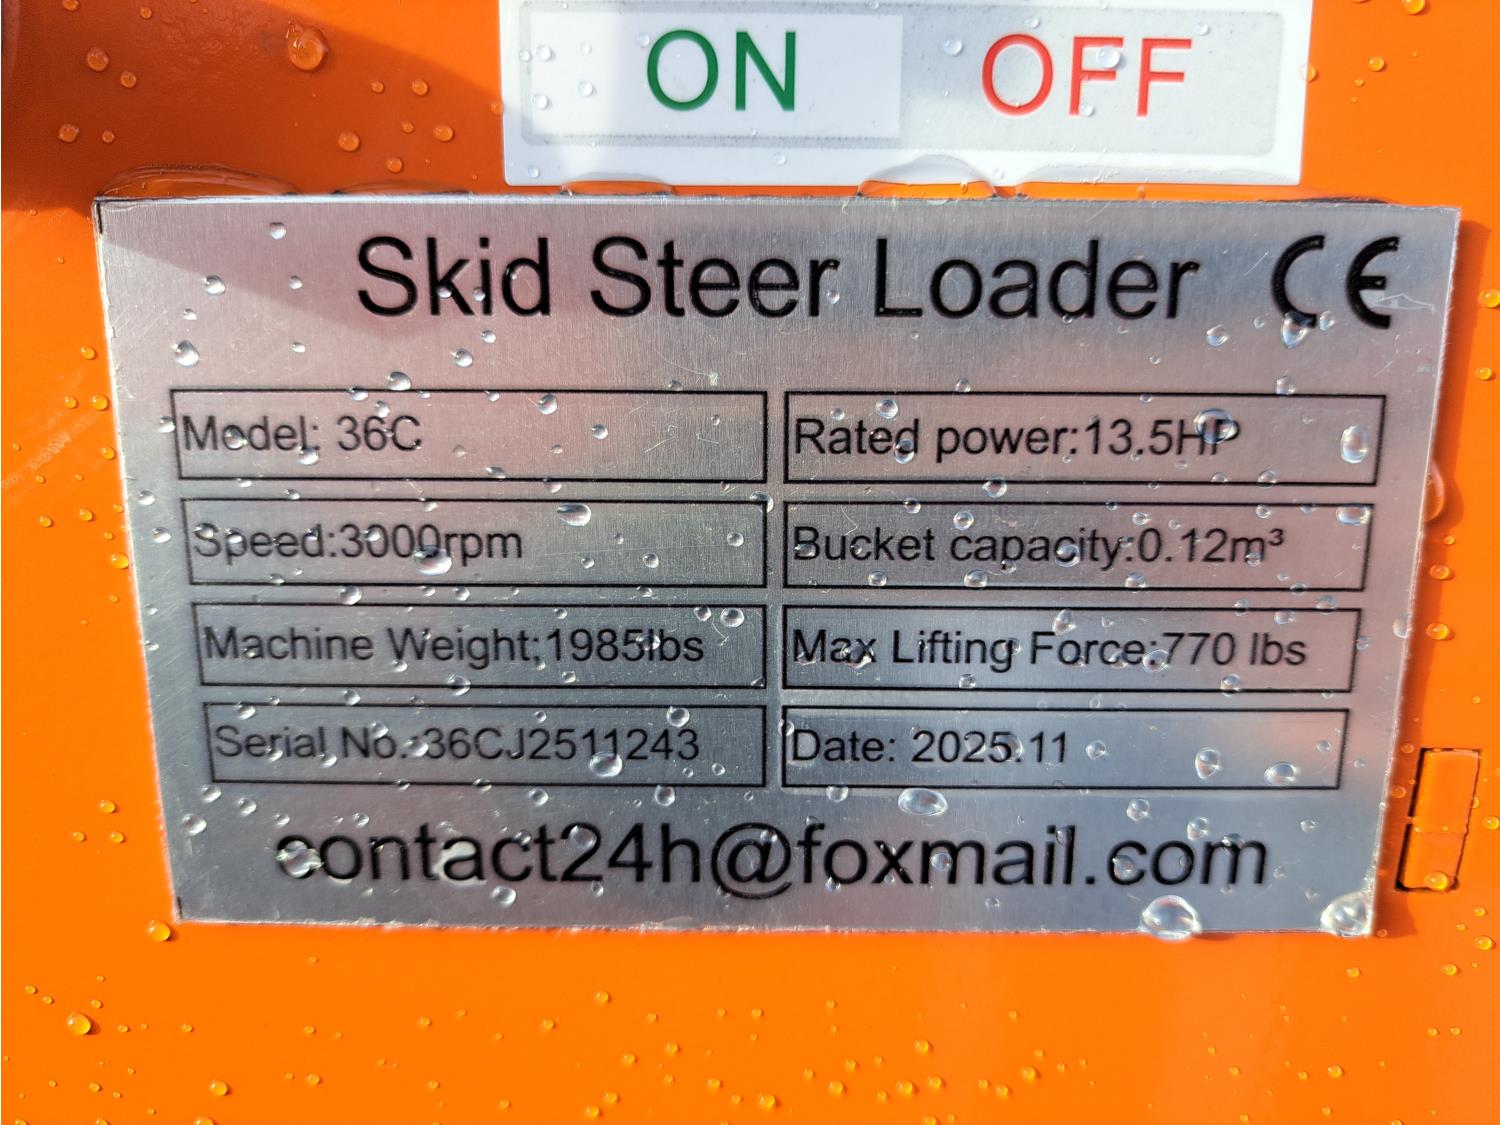 ON OFF
Skid Steer Loader CE
Model: 36C
Rated power:13.5HP
Speed:3000rpm
Bucket capacity:0.12m³
Machine Weight:1985lbs
Max Lifting Force:770 lbs
Serial No.:36CJ2511243
Date: 2025.11
contact24h@foxmail.com